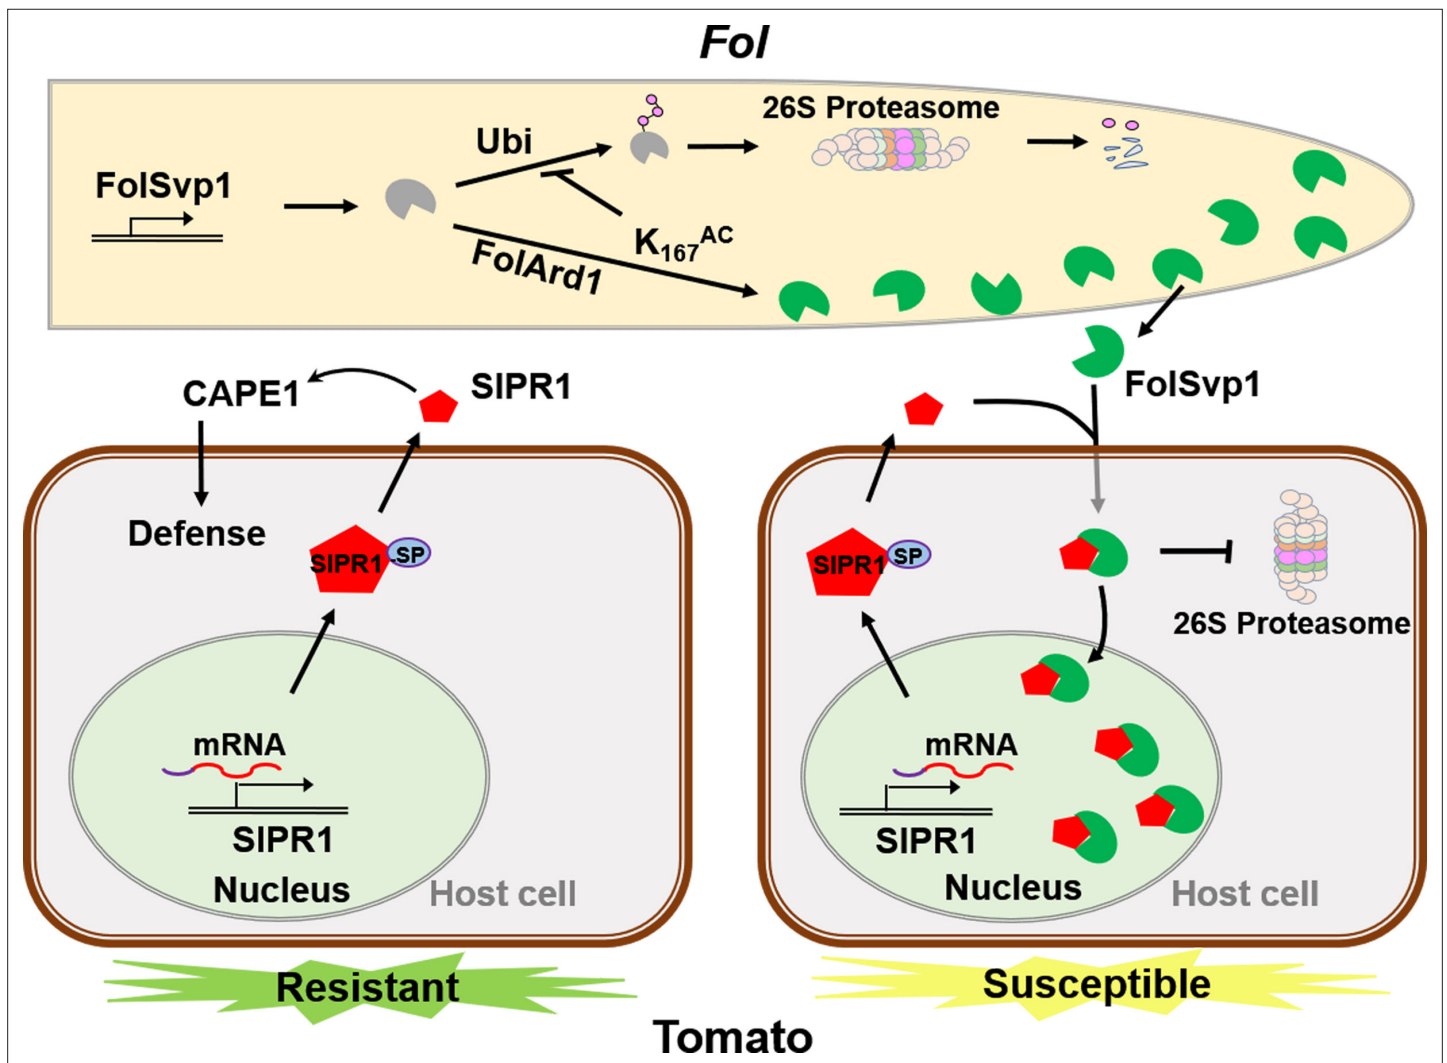 Fol
26S Proteasome
Ubi
FolSvp1
K167AC
FolArd1
CAPE1
SlPR1
FolSvp1
Defense
SlPR1
SP
SlPR1
SP
26S Proteasome
mRNA
SlPR1
Nucleus
Host cell
mRNA
SlPR1
Nucleus
Host cell
Resistant
Susceptible
Tomato